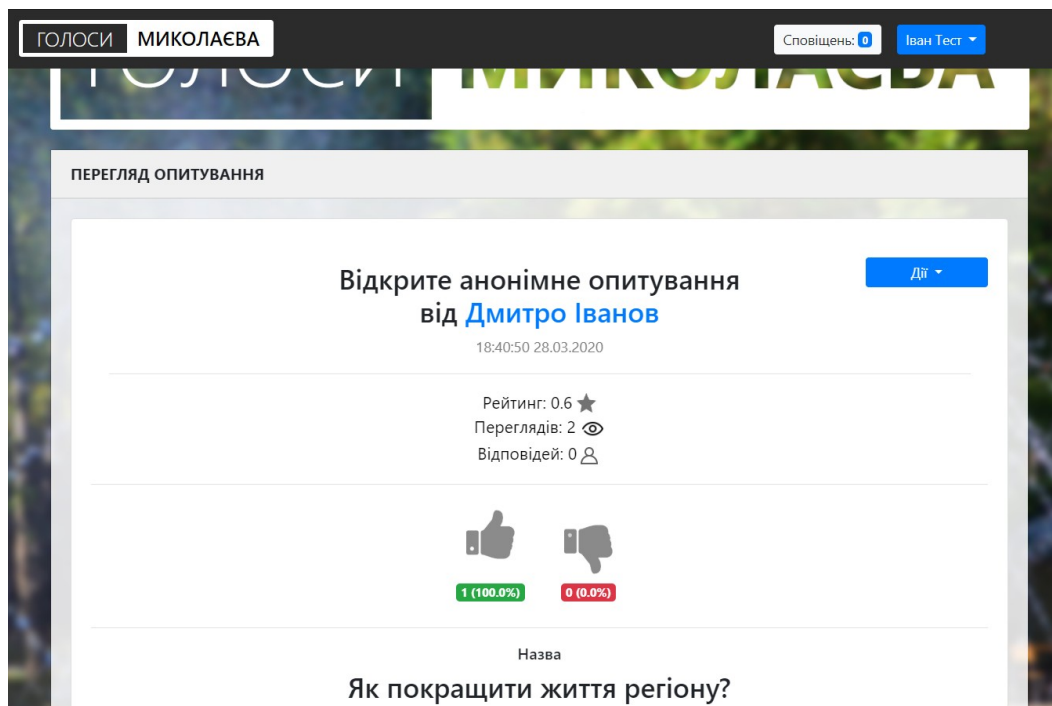 ГОЛОСИ МИКОЛАЄВА
Сповіщень: 0
Іван Тест
ГОЛОСИ МИКОЛАЄВА
ПЕРЕГЛЯД ОПИТУВАННЯ
Дії
Відкрите анонімне опитування
від Дмитро Іванов
18:40:50 28.03.2020
Рейтинг: 0.6
Переглядів: 2
Відповідей: 0
1 (100.0%) 0 (0.0%)
Назва
Як покращити життя регіону?